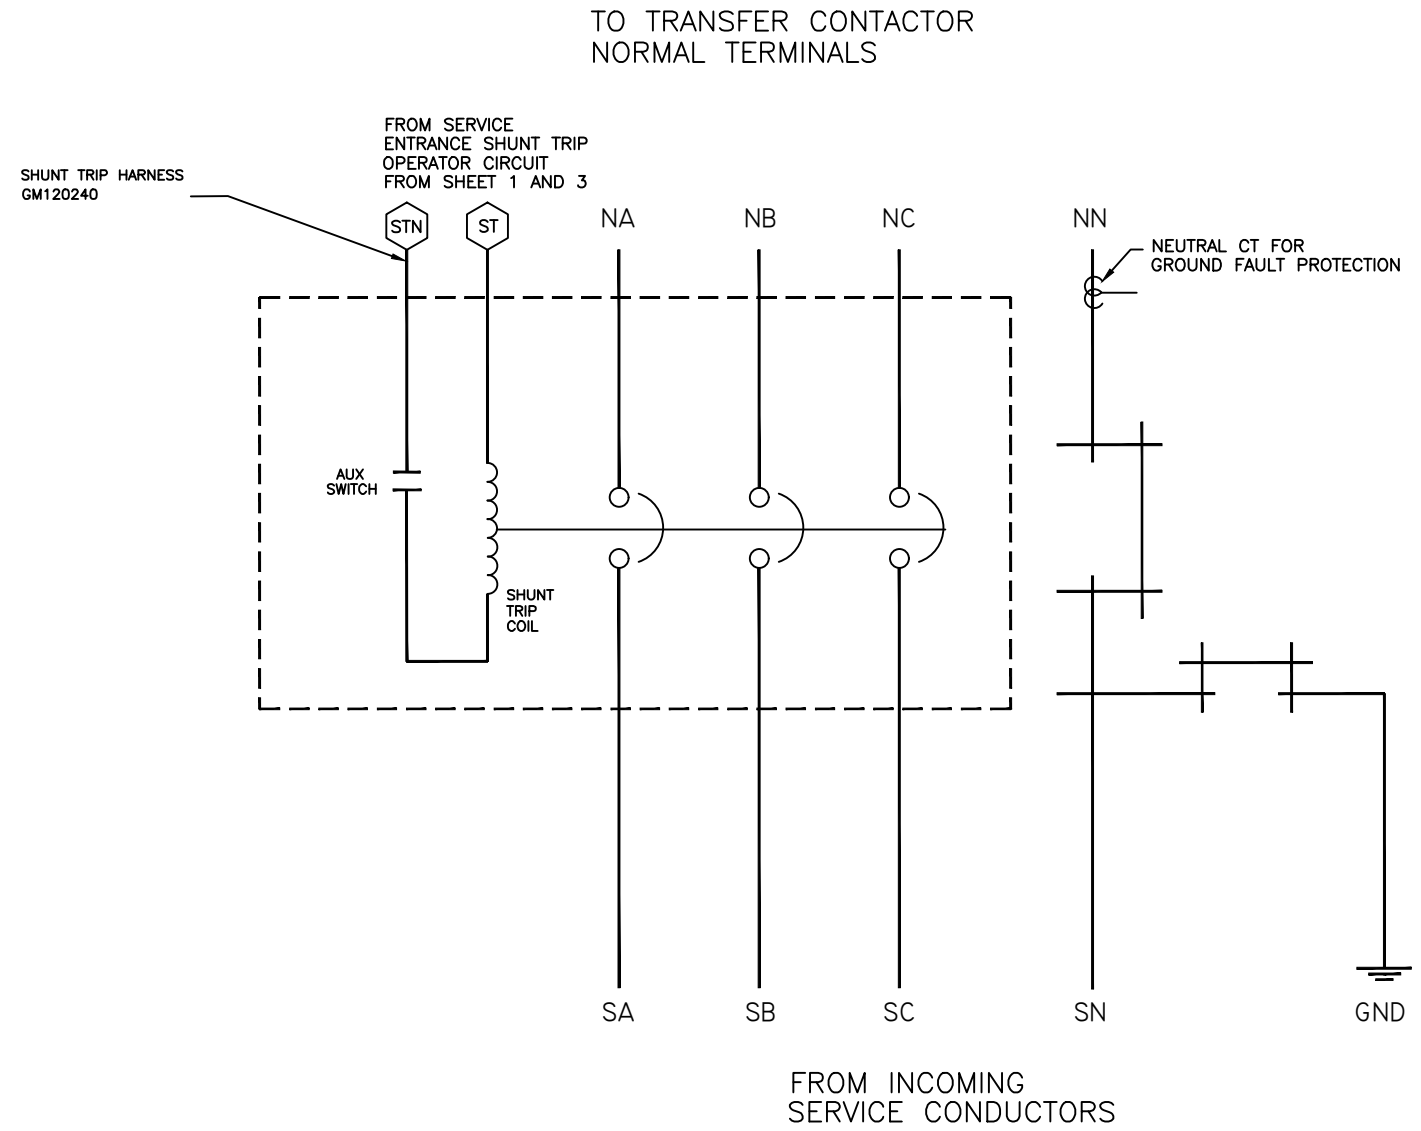 TO TRANSFER CONTACTOR
NORMAL TERMINALS
FROM SERVICE
ENTRANCE SHUNT TRIP
OPERATOR CIRCUIT
FROM SHEET 1 AND 3
SHUNT TRIP HARNESS
GM120240
STN
ST
NA
NB
NC
NN
NEUTRAL CT FOR
GROUND FAULT PROTECTION
AUX
SWITCH
SHUNT
TRIP
COIL
SA
SB
SC
SN
GND
FROM INCOMING
SERVICE CONDUCTORS